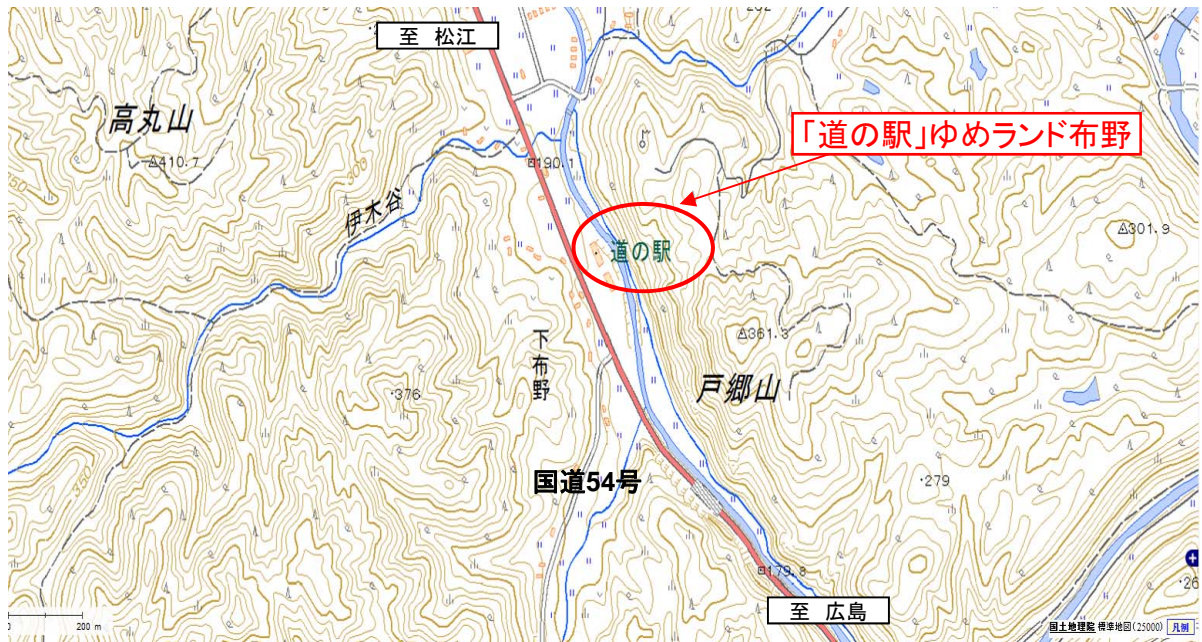 至 松江
高丸山
△410.7
300
「道の駅」ゆめランド布野
190.1
伊木谷
道の駅
△301.9
下布野
△361.3
戸郷山
・376
国道54号
・279
179.8
至 広島
200 m
国土地理院 標準地図(25000) 凡例